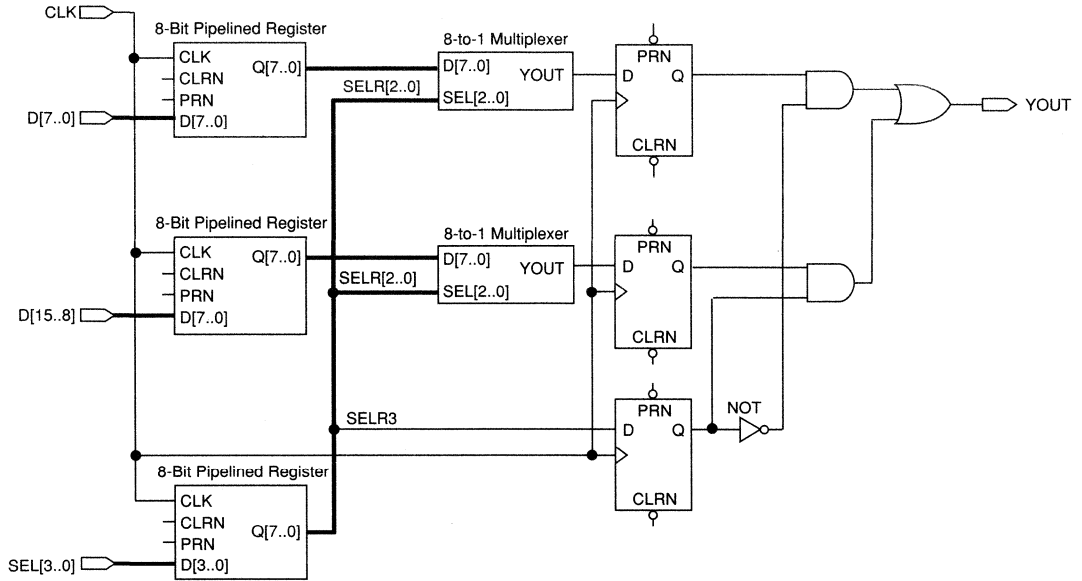 CLK
8-Bit Pipelined Register
CLK
CLRN
PRN
D[7..0]
Q[7..0]
D[7..0]
SELR[2..0]
8-to-1 Multiplexer
D[7..0]
SEL[2..0]
YOUT
PRN
D
Q
CLRN
YOUT
8-Bit Pipelined Register
CLK
CLRN
PRN
D[7..0]
Q[7..0]
D[15..8]
SELR[2..0]
8-to-1 Multiplexer
D[7..0]
SEL[2..0]
YOUT
PRN
D
Q
CLRN
SELR3
PRN
D
Q
CLRN
NOT
8-Bit Pipelined Register
CLK
CLRN
PRN
D[3..0]
Q[7..0]
SEL[3..0]